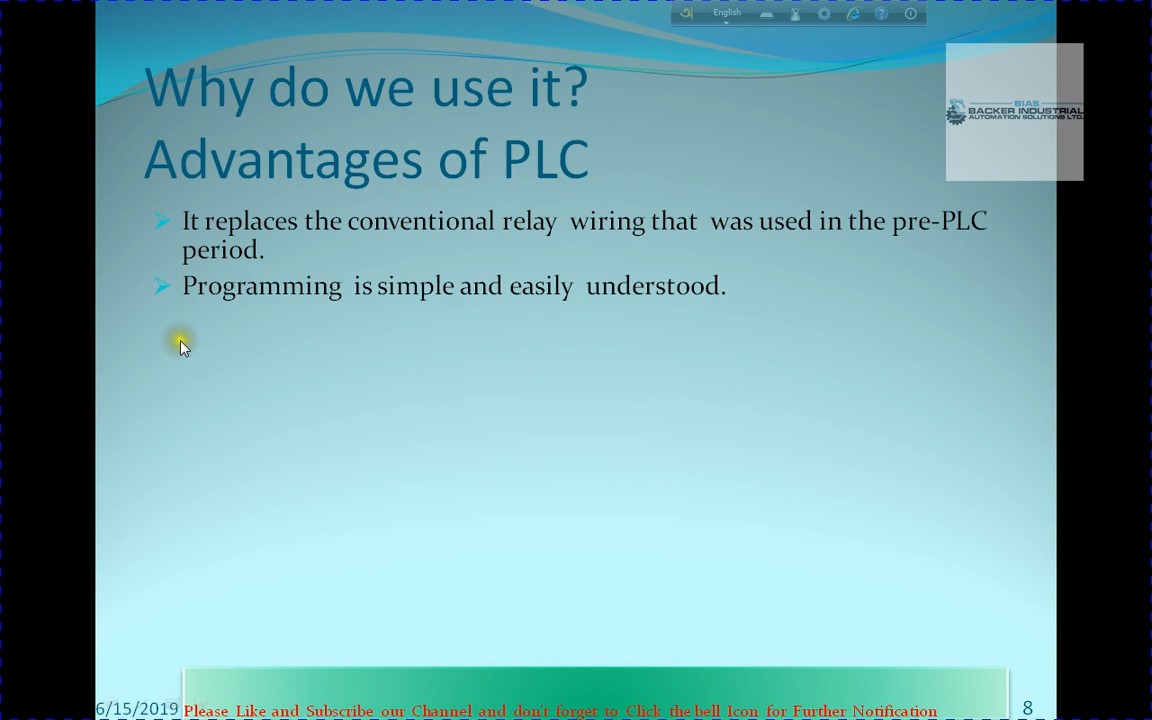 English
Why do we use it?
Advantages of PLC
BIAS
BACKER INDUSTRIAL
AUTOMATION SOLUTIONS LTD.
➢ It replaces the conventional relay wiring that was used in the pre-PLC
period.
➢ Programming is simple and easily understood.
6/15/2019
Please Like and Subscribe our Channel and don't forget to Click the bell Icon for Further Notification
8